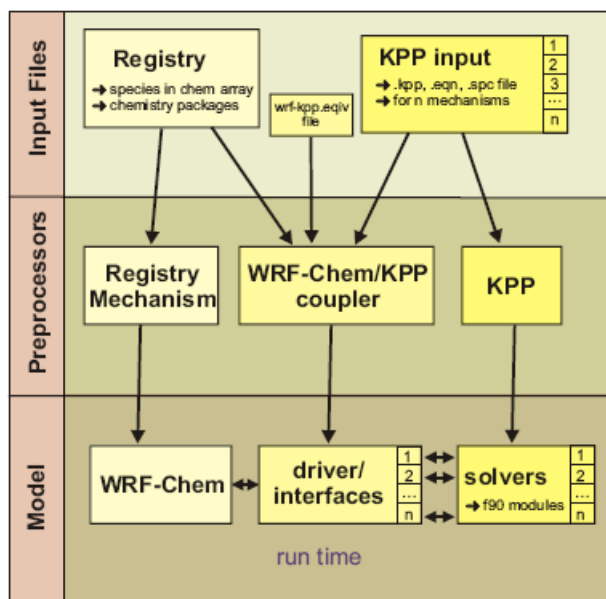 Input Files
Registry
➔ species in chem array
➔ chemistry packages
wrf-kpp.eqiv
file
KPP input
➔ .kpp, .eqn, .spc file
➔ for n mechanisms
1
2
3
...
n
Preprocessors
Registry
Mechanism
WRF-Chem/KPP
coupler
KPP
Model
WRF-Chem
driver/
interfaces
1
2
...
n
solvers
➔ f90 modules
1
2
...
n
run time